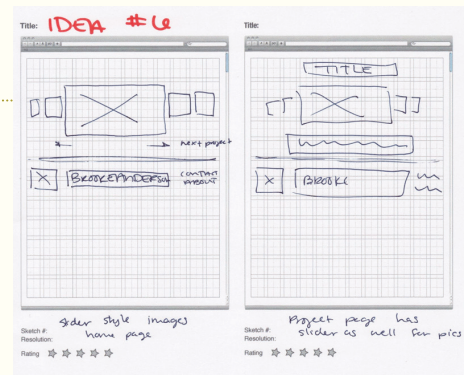 Title: IDEA #6
next project
BROOKEANDERSON
CONTACT
ABOUT
slider style images
home page
Sketch #:
Resolution:
Rating
Title:
TITLE
BROOKE
Project page has
slider as well for pics
Sketch #:
Resolution:
Rating